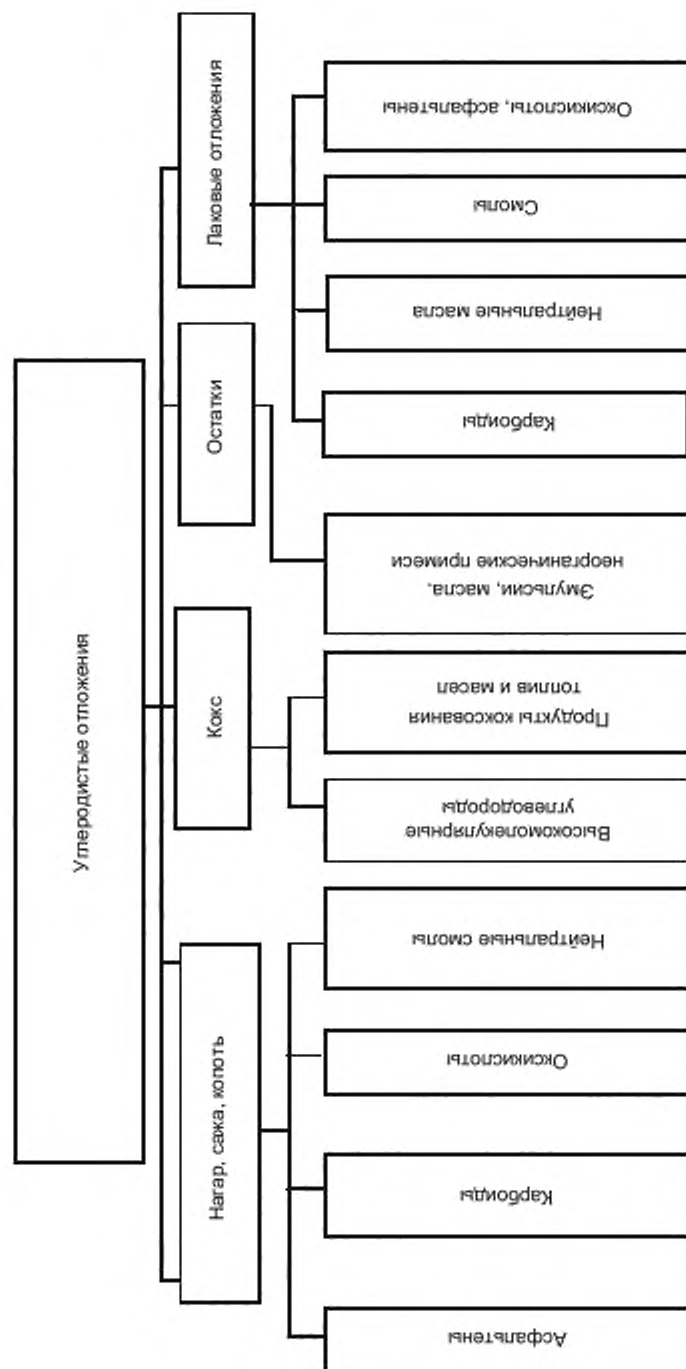 Углеродистые отложения
Нагар, сажа, копоть
Кокс
Остатки
Лаковые отложения
Асфальтены
Карбоиды
Оксикислоты
Нейтральные смолы
Высокомолекулярные
углеводороды
Продукты коксования
топлив и масел
Эмульсии, масла.
неорганические примеси
Карбоиды
Нейтральные масла
Смолы
Оксикислоты, асфальтены